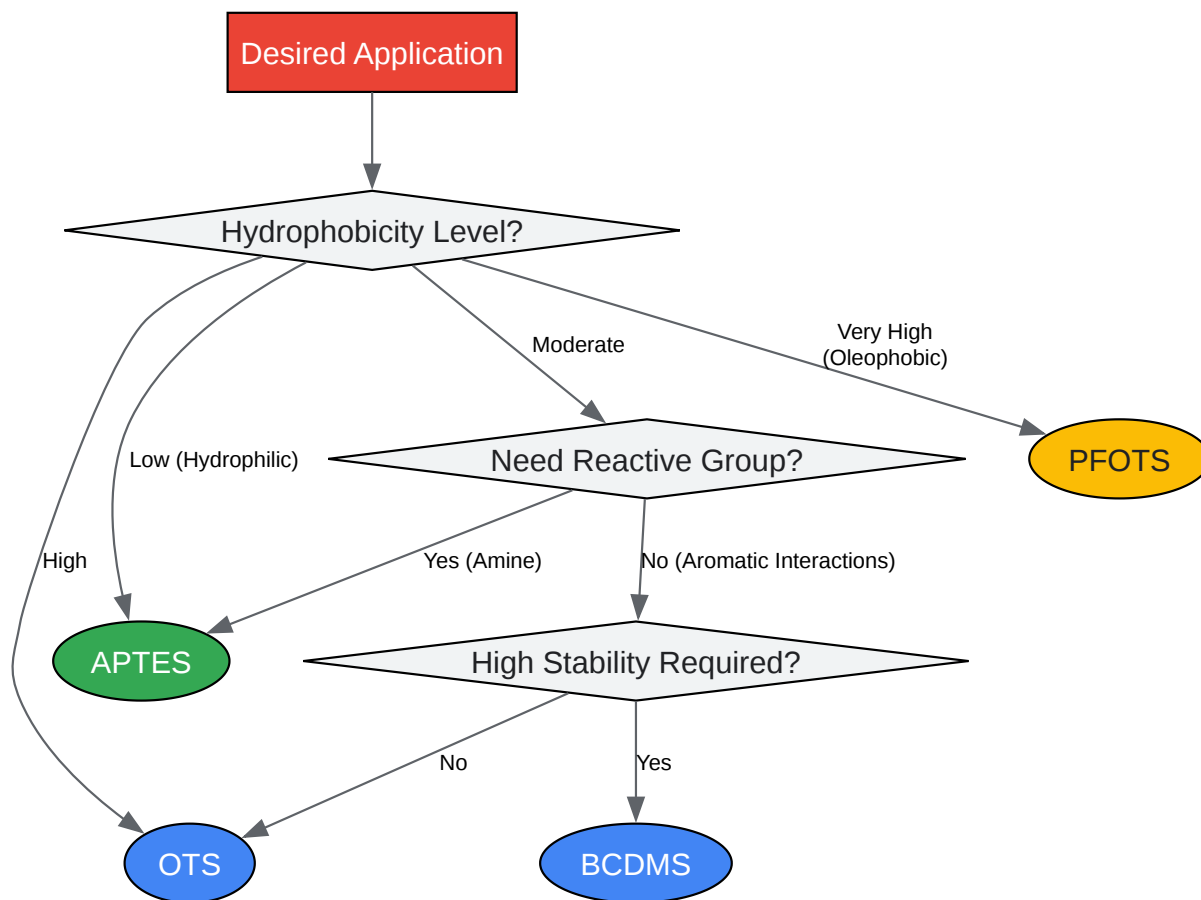 Desired Application
Hydrophobicity Level?
Very High
(Oleophobic)
Moderate
Low (Hydrophilic)
Need Reactive Group?
PFOTS
High
Yes (Amine)
No (Aromatic Interactions)
APTES
High Stability Required?
No
Yes
OTS
BCDMS